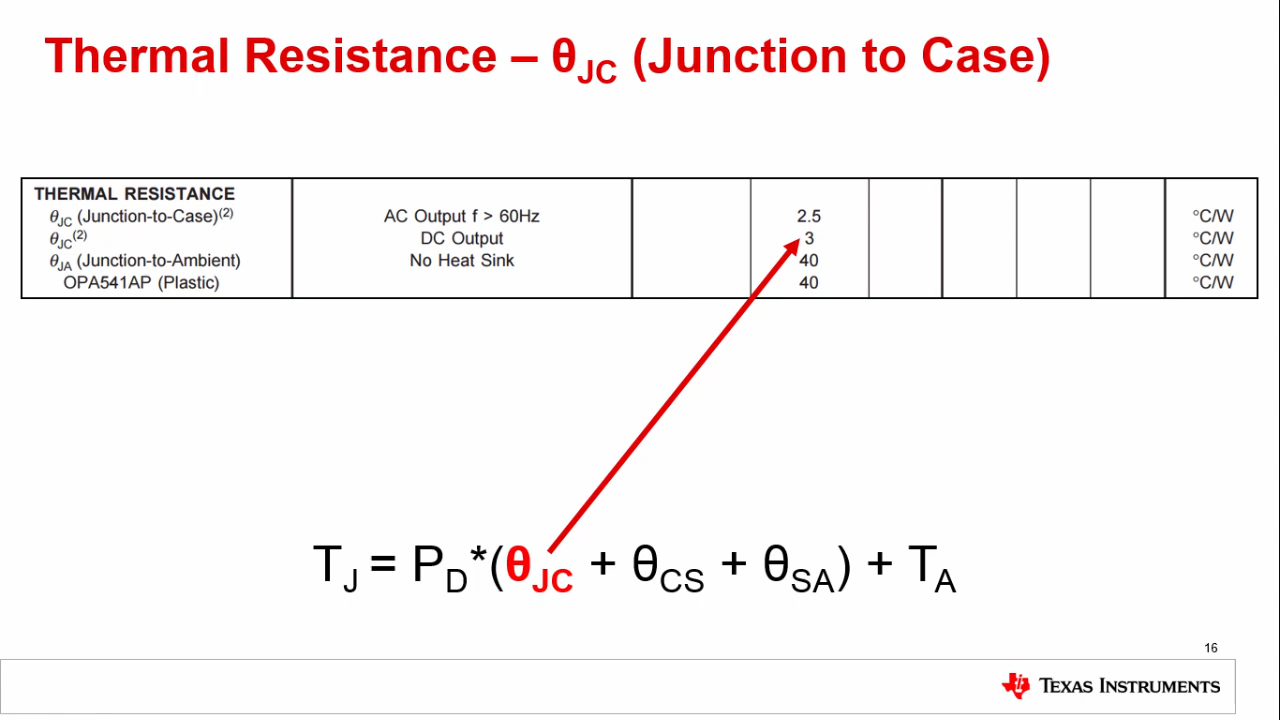 Thermal Resistance – θJC (Junction to Case)
THERMAL RESISTANCE
θJC (Junction-to-Case)(2) AC Output f > 60Hz 2.5 °C/W
θJC(2) DC Output 3 °C/W
θJA (Junction-to-Ambient) No Heat Sink 40 °C/W
OPA541AP (Plastic) 40 °C/W
TJ = PD*(θJC + θCS + θSA) + TA
16
TEXAS INSTRUMENTS